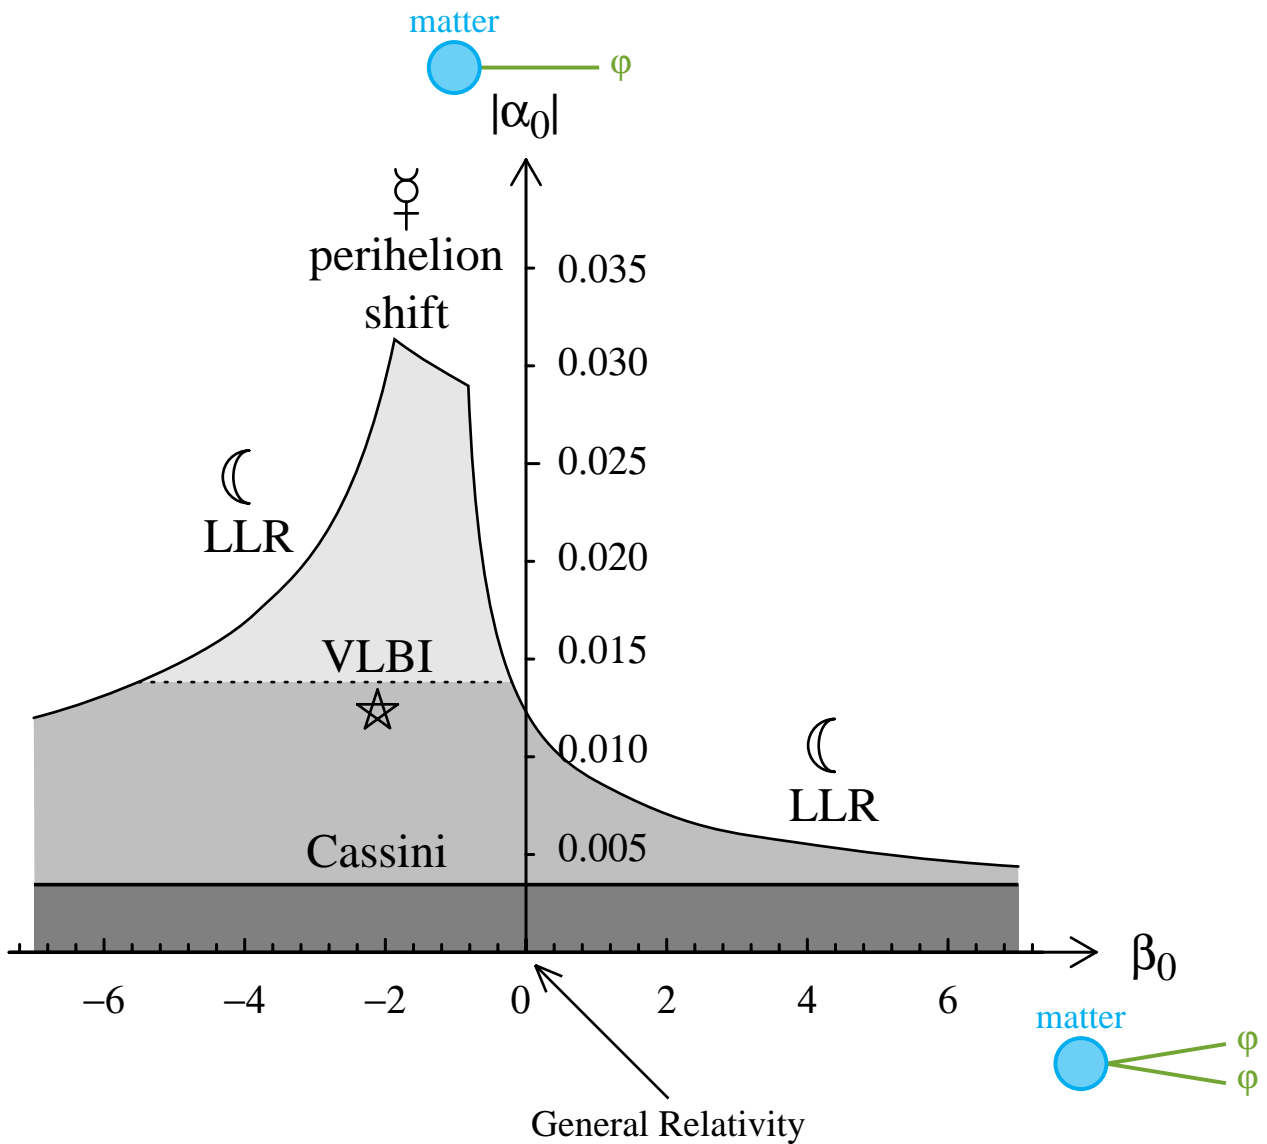 matter
φ
|α0|
perihelion
shift
0.035
0.030
0.025
LLR
0.020
VLBI
0.015
0.010
LLR
Cassini
0.005
β0
−6 −4 −2 0 2 4 6
matter
φ
φ
General Relativity